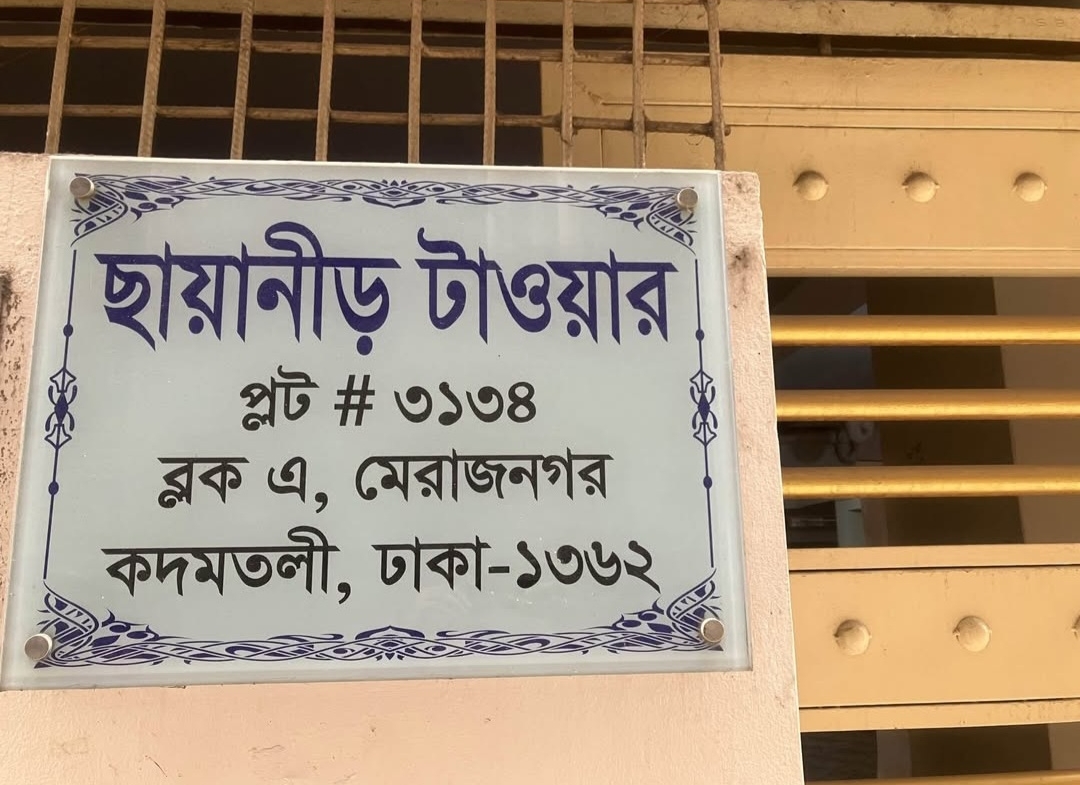 ছায়ানীড় টাওয়ার
প্লট # ৩১৩৪
ব্লক এ, মেরাজনগর
কদমতলী, ঢাকা-১৩৬২